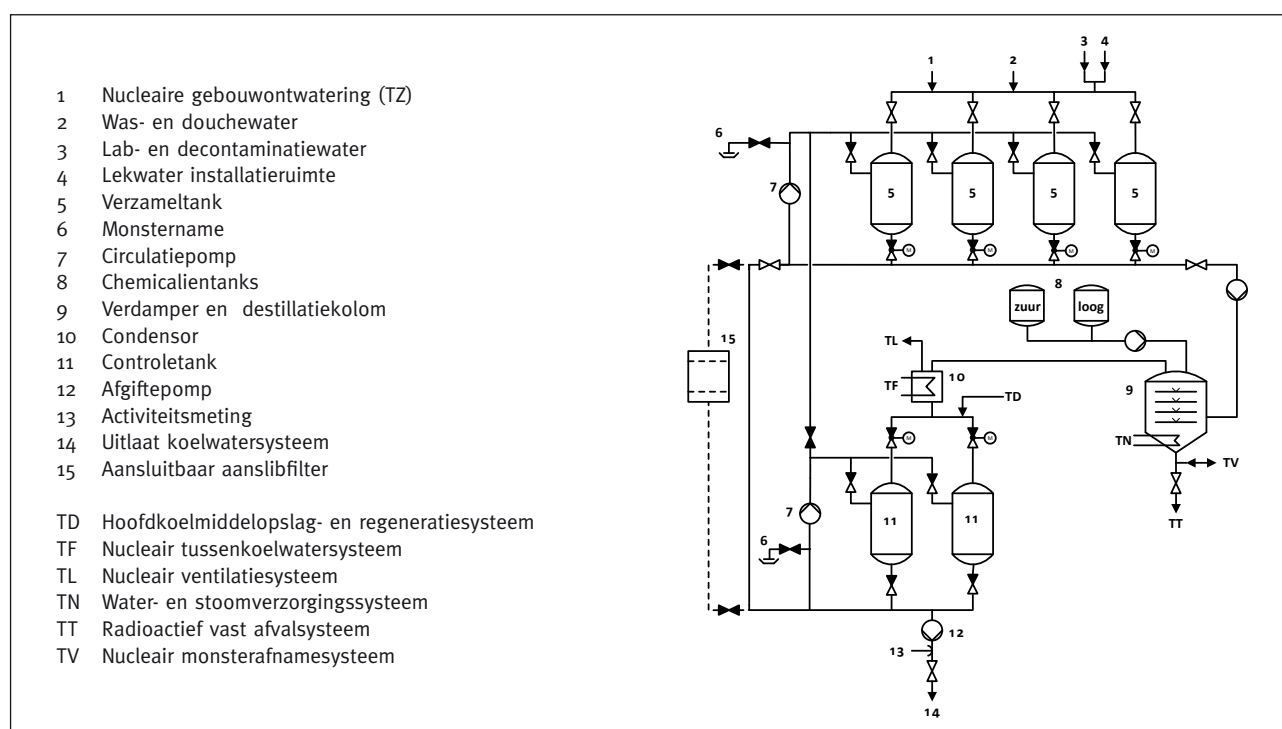 1 Nucleaire gebouwontwatering (TZ)
2 Was- en douchewater
3 Lab- en decontaminatiewater
4 Lekwater installatieruimte
5 Verzameltank
6 Monstername
7 Circulatiepomp
8 Chemicalientanks
9 Verdamper en destillatiekolom
10 Condensor
11 Controletank
12 Afgiftepomp
13 Activiteitsmeting
14 Uitlaat koelwatersysteem
15 Aansluitbaar aanslibfilter
TD Hoofdkoelmiddelopslag- en regeneratiesysteem
TF Nucleair tussenkoelwatersysteem
TL Nucleair ventilatiesysteem
TN Water- en stoomverzorgingssysteem
TT Radioactief vast afvalsysteem
TV Nucleair monsterafnamesysteem
3 4
1 2
6
7
5 5 5 5
M M M M
8
zuur loog
15
TL
10
TF
TD
9
M M
TN
TV
TT
7
11 11
6
12
13
14